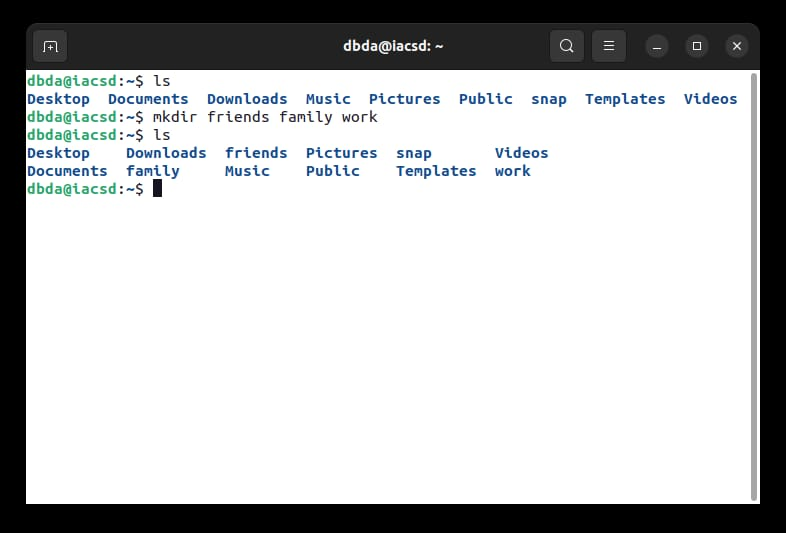 dbda@iacsd: ~
dbda@iacsd:~$ ls
Desktop  Documents  Downloads  Music  Pictures  Public  snap  Templates  Videos
dbda@iacsd:~$ mkdir friends family work
dbda@iacsd:~$ ls
Desktop    Downloads  friends  Pictures  snap       Videos
Documents  family     Music    Public    Templates  work
dbda@iacsd:~$